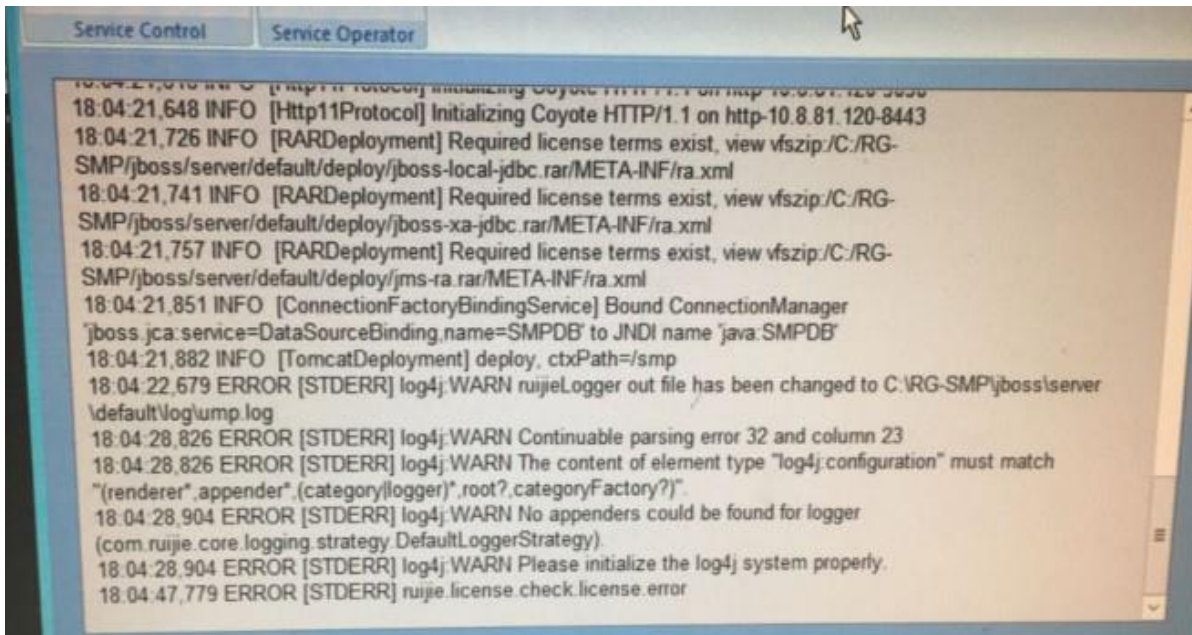 Service Control
Service Operator
[Http11Protocol] Initializing Coyote HTTP/1.1 on
18:04:21,648 INFO [Http11Protocol] Initializing Coyote HTTP/1.1 on http-10.8.81.120-8443
18:04:21,726 INFO [RARDeployment] Required license terms exist, view vfszip:/C:/RG-
SMP/jboss/server/default/deploy/jboss-local-jdbc.rar/META-INF/ra.xml
18:04:21,741 INFO [RARDeployment] Required license terms exist, view vfszip:/C:/RG-
SMP/jboss/server/default/deploy/jboss-xa-jdbc.rar/META-INF/ra.xml
18:04:21,757 INFO [RARDeployment] Required license terms exist, view vfszip:/C:/RG-
SMP/jboss/server/default/deploy/jms-ra.rar/META-INF/ra.xml
18:04:21,851 INFO [ConnectionFactoryBindingService] Bound ConnectionManager
'jboss.jca:service=DataSourceBinding,name=SMPDB' to JNDI name 'java:SMPDB'
18:04:21,882 INFO [TomcatDeployment] deploy, ctxPath=/smp
18:04:22,679 ERROR [STDERR] log4j:WARN ruijieLogger out file has been changed to C:\RG-SMP\jboss\server
\default\log\ump.log
18:04:28,826 ERROR [STDERR] log4j:WARN Continuable parsing error 32 and column 23
18:04:28,826 ERROR [STDERR] log4j:WARN The content of element type "log4j:configuration" must match
"(renderer*,appender*,(category|logger)*,root?,categoryFactory?)".
18:04:28,904 ERROR [STDERR] log4j:WARN No appenders could be found for logger
(com.ruijie.core.logging.strategy.DefaultLoggerStrategy).
18:04:28,904 ERROR [STDERR] log4j:WARN Please initialize the log4j system properly.
18:04:47,779 ERROR [STDERR] ruijie.license.check.license.error